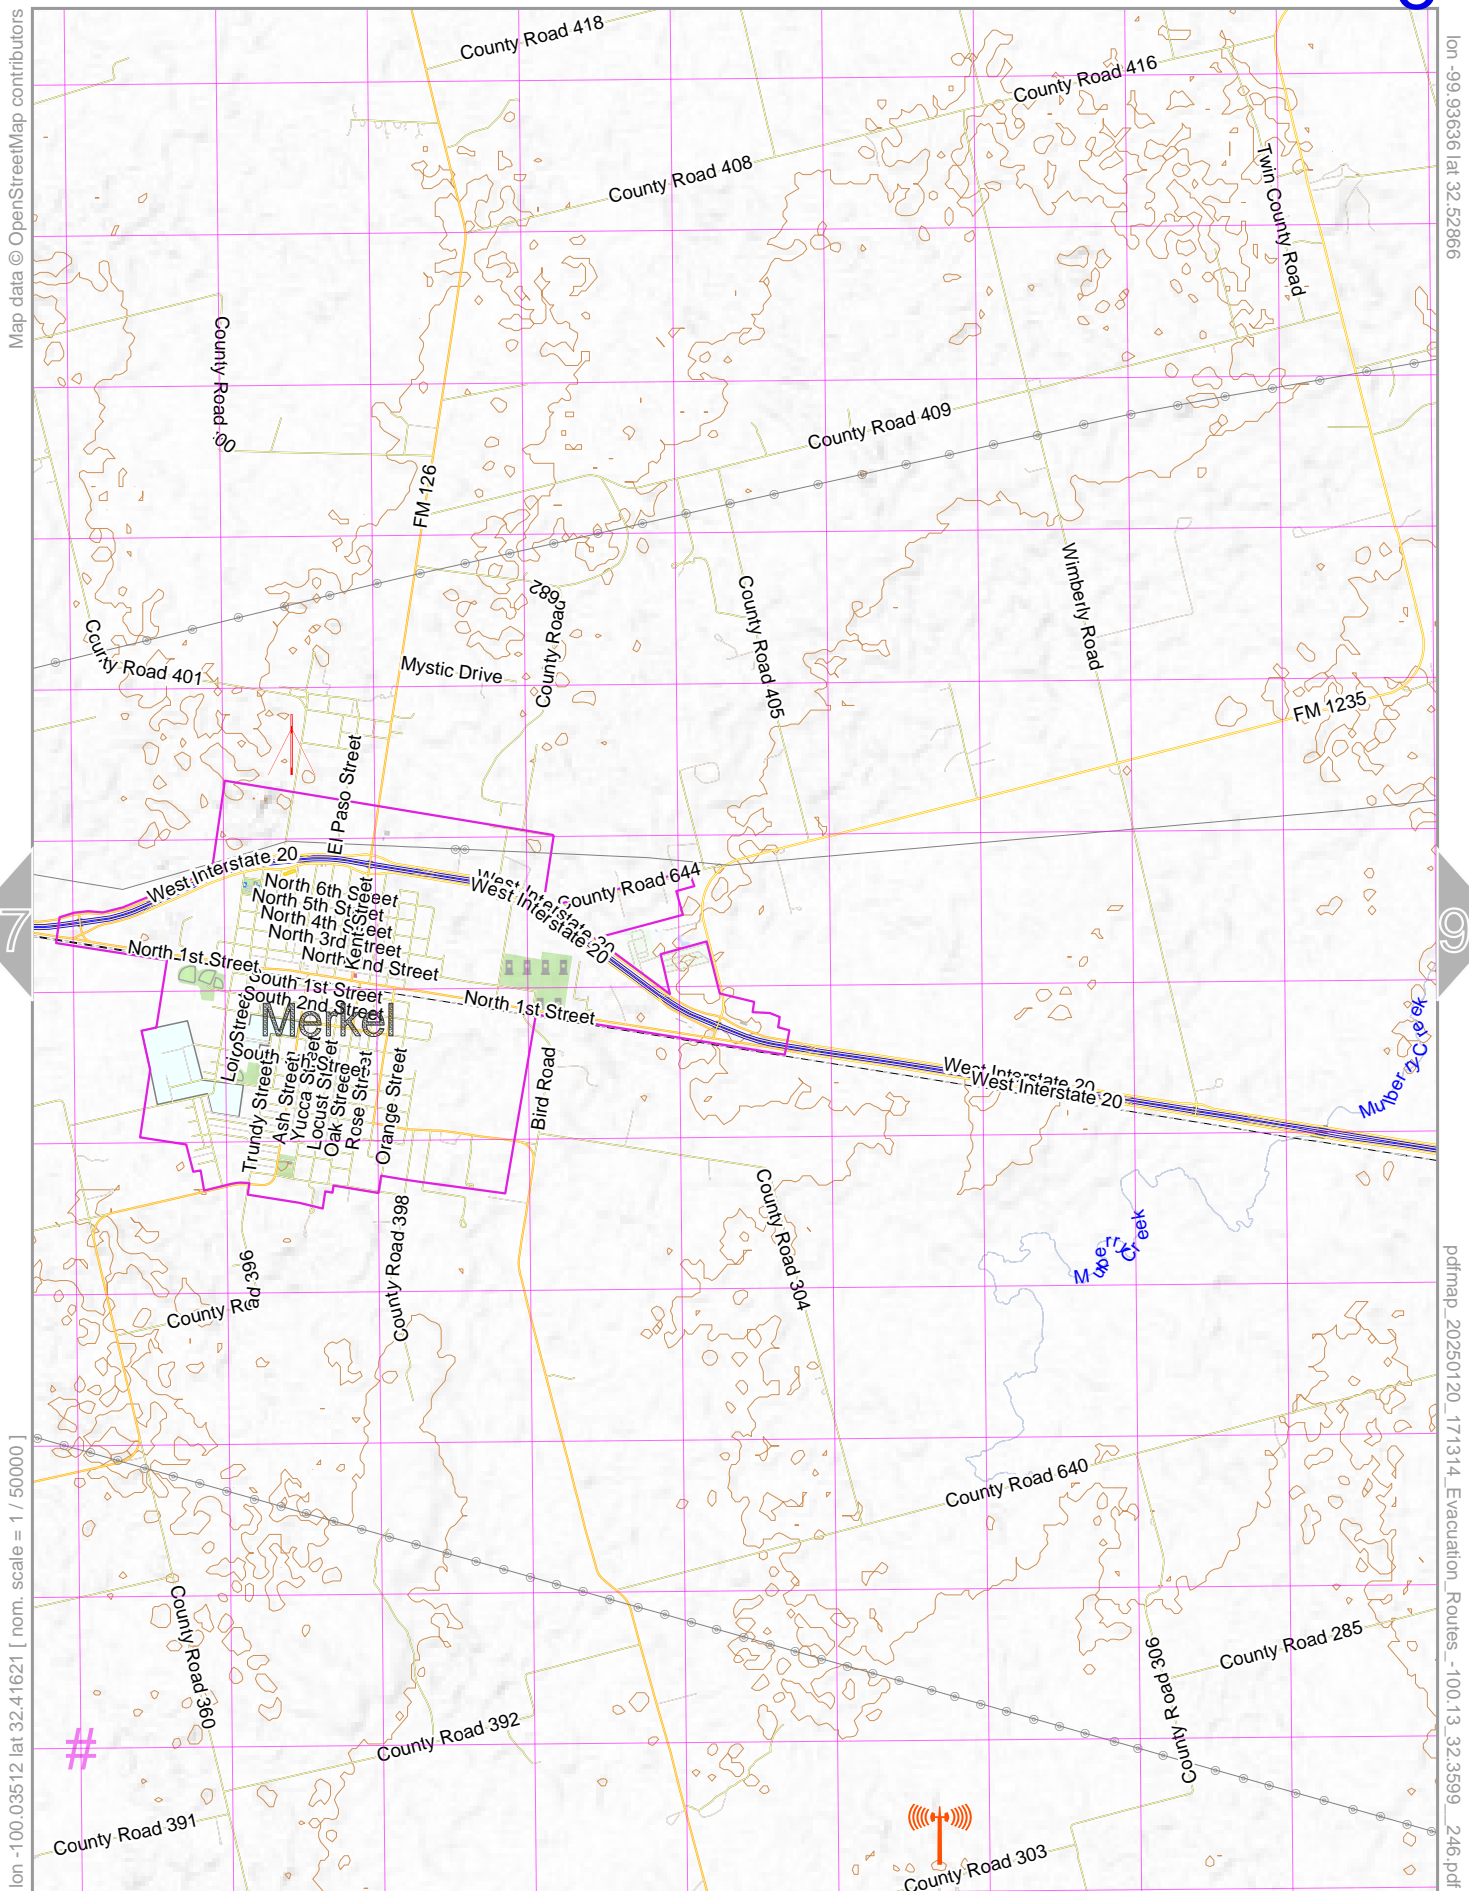 Map data © OpenStreetMap contributors
lon -99.93636 lat 32.52866
County Road 418
County Road 416
County Road 408
Twin County Road
County Road 409
FM 126
Wimberly Road
County Road 682
County Road 405
County Road 401
Mystic Drive
FM 1235
El Paso Street
West Interstate 20
West Interstate 20
West Interstate 20
County Road 644
North 6th Street
North 5th Street
North 4th Street
North 3rd Street
Kent Street
North 1st Street
South 1st Street
South 2nd Street
North 1st Street
Merkel
7
9
Trundy Street
Ash Street
Yucca Street
Locust Street
Oak Street
Rose Street
Orange Street
Bird Road
West Interstate 20
West Interstate 20
Mulberry Creek
County Road 304
County Road 398
County Road 396
County Road 640
County Road 360
County Road 306
County Road 285
County Road 392
County Road 391
County Road 303
#
lon -100.03512 lat 32.41621 [ nom. scale = 1 / 50000 ]
pdfmap_20250120_171314_Evacuation_Routes_-100.13_32.3599__246.pdf